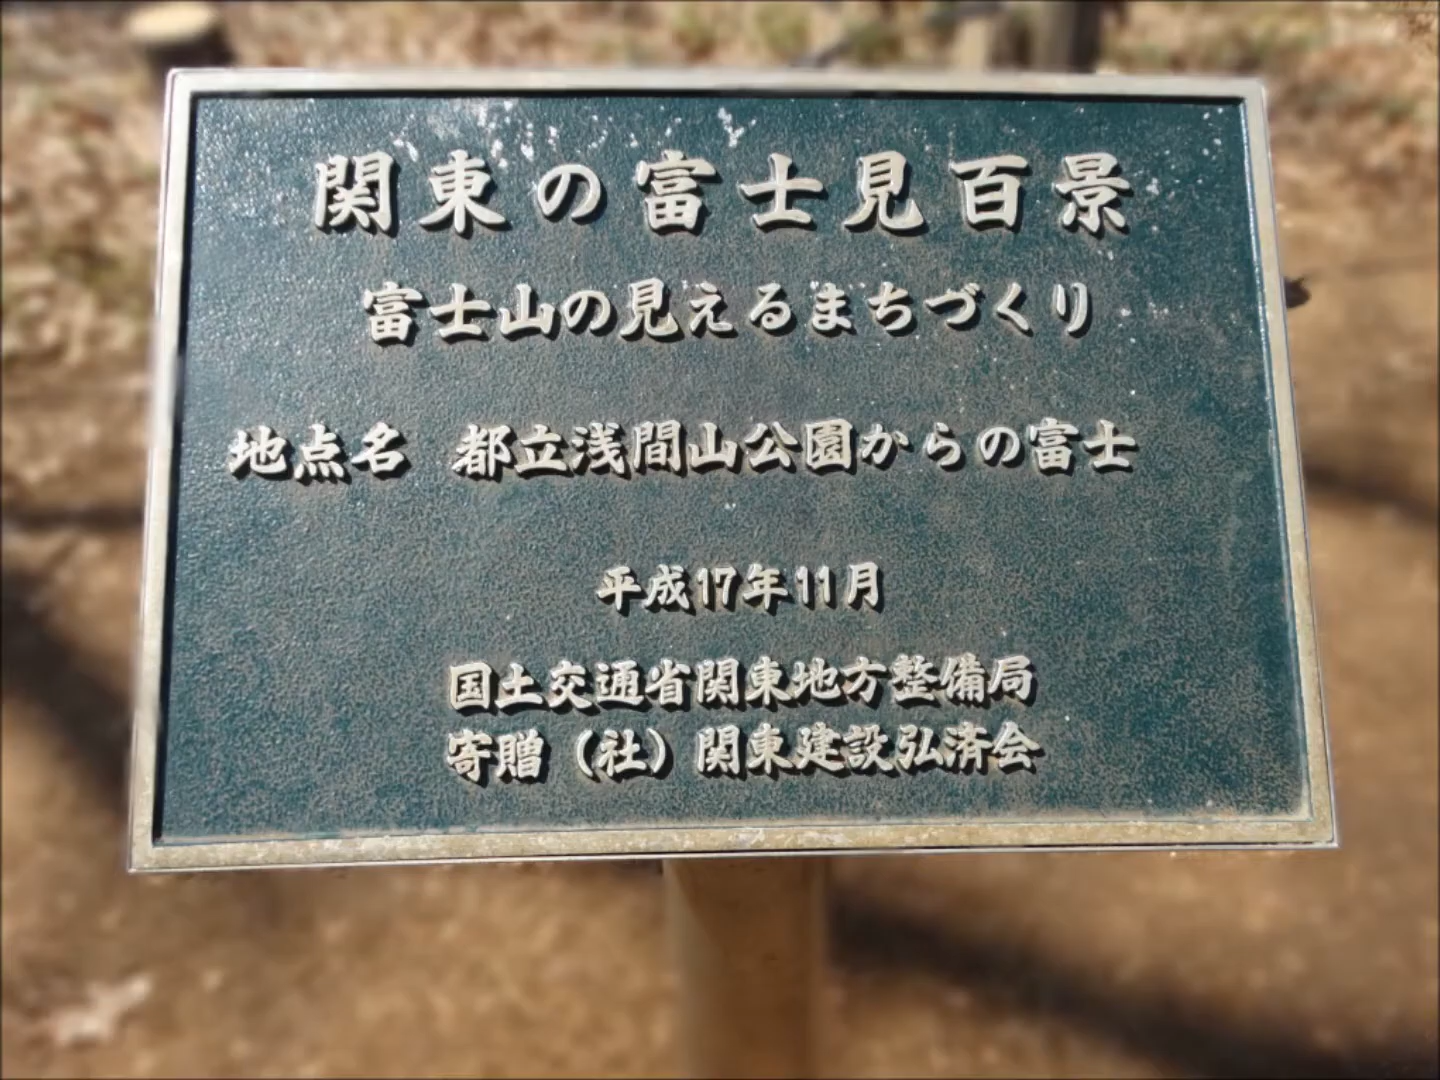 関東の富士見百景
富士山の見えるまちづくり
地点名 都立浅間山公園からの富士
平成17年11月
国土交通省関東地方整備局
寄贈（社）関東建設弘済会